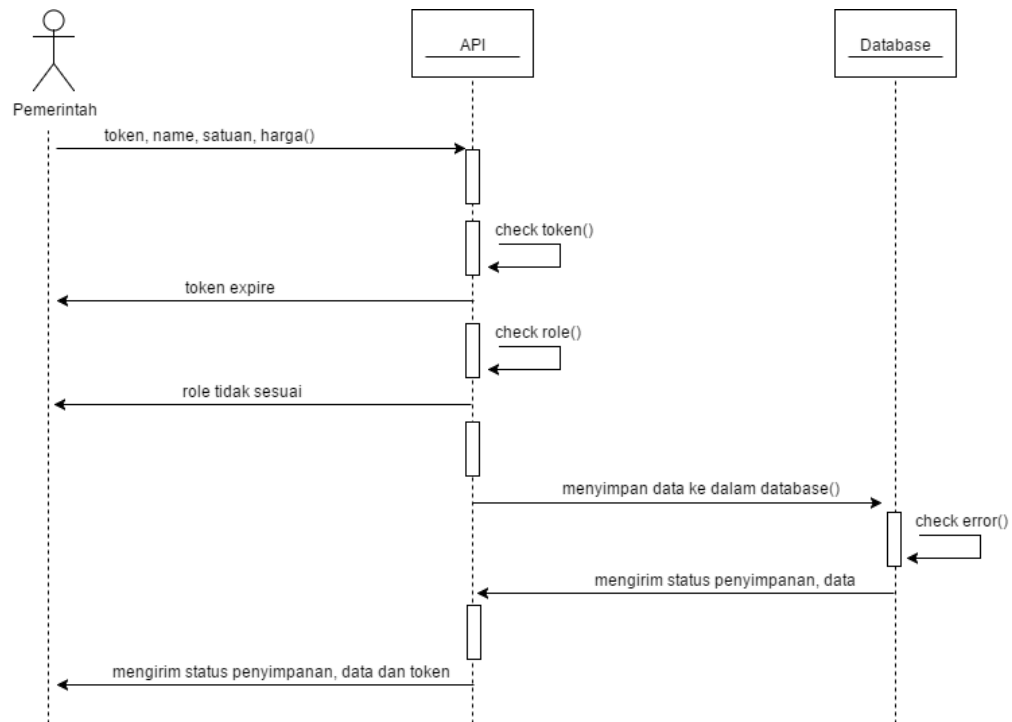 API
Database
Pemerintah
token, name, satuan, harga()
check token()
token expire
check role()
role tidak sesuai
menyimpan data ke dalam database()
check error()
mengirim status penyimpanan, data
mengirim status penyimpanan, data dan token